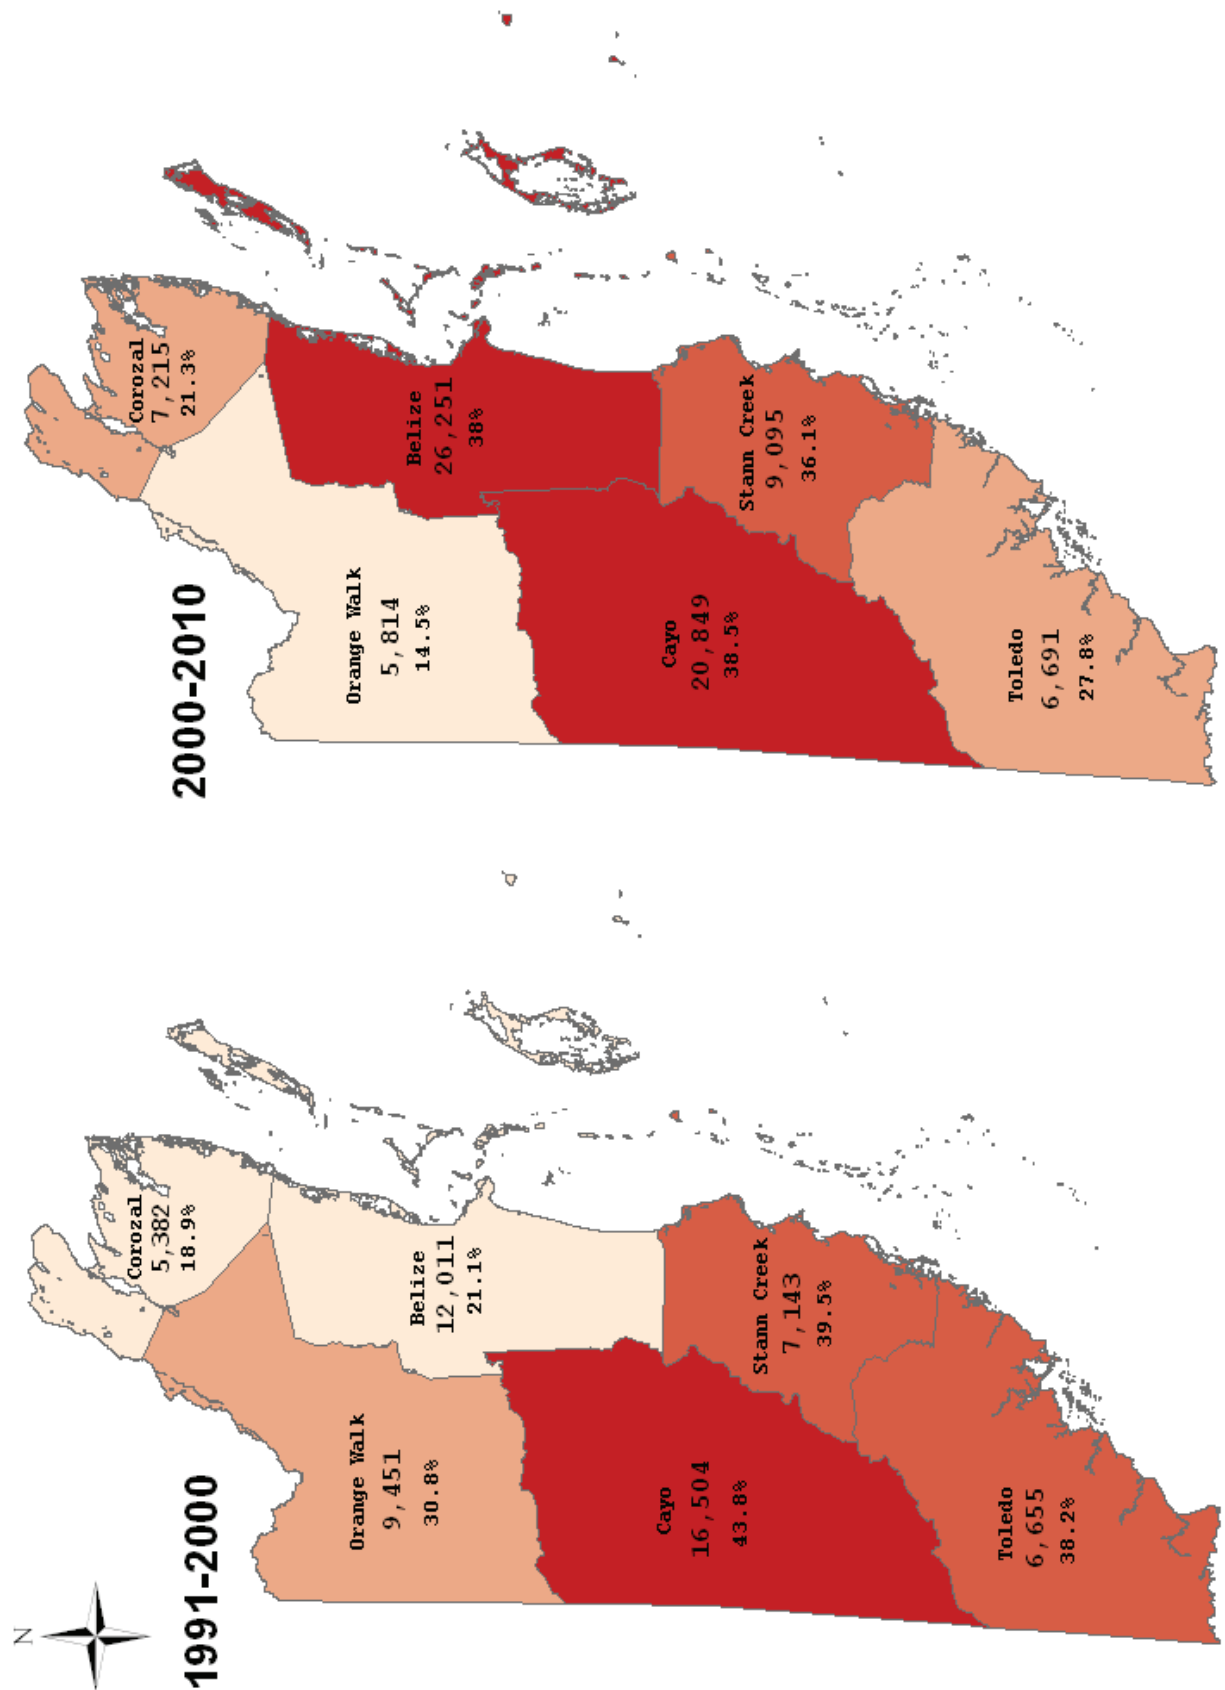 N
1991-2000
Corozal
5,382
18.9%
Orange Walk
9,451
30.8%
Belize
12,011
21.1%
Cayo
16,504
43.8%
Stann Creek
7,143
39.5%
Toledo
6,655
38.2%
2000-2010
Corozal
7,215
21.3%
Orange Walk
5,814
14.5%
Belize
26,251
38%
Cayo
20,849
38.5%
Stann Creek
9,095
36.1%
Toledo
6,691
27.8%